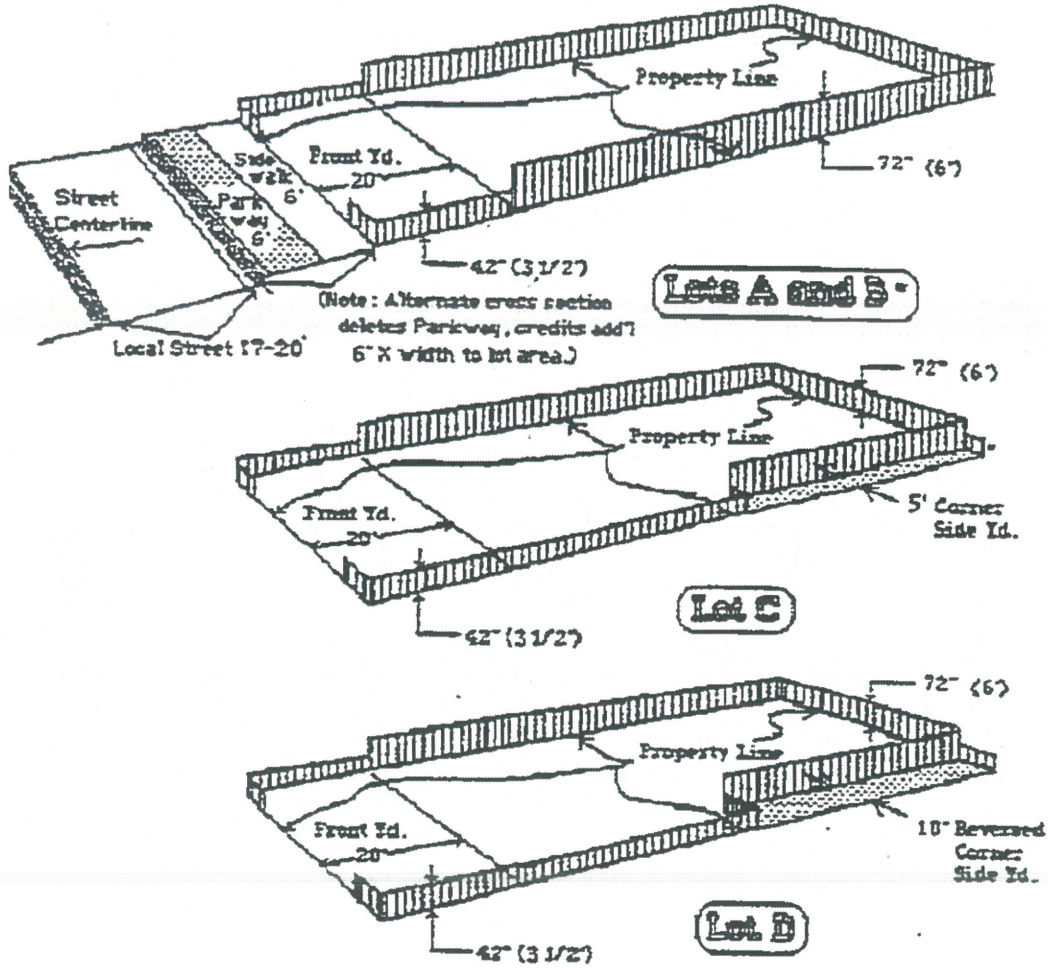 Property
Line
Front Yd.
20'
Side
walk
6'
Park
way
6'
Street
Centerline
72" (6')
42" (3 1/2')
Lots A and B
(Note: Alternate cross section
deletes Parkway, credits add'l
6' X width to lot area.)
Local Street 17-20'
72" (6')
Property
Line
Front Yd.
20'
5' Corner
Side Yd.
Lot C
42" (3 1/2')
72" (6')
Property
Line
Front Yd.
20'
10' Reversed
Corner
Side Yd.
Lot D
42" (3 1/2')